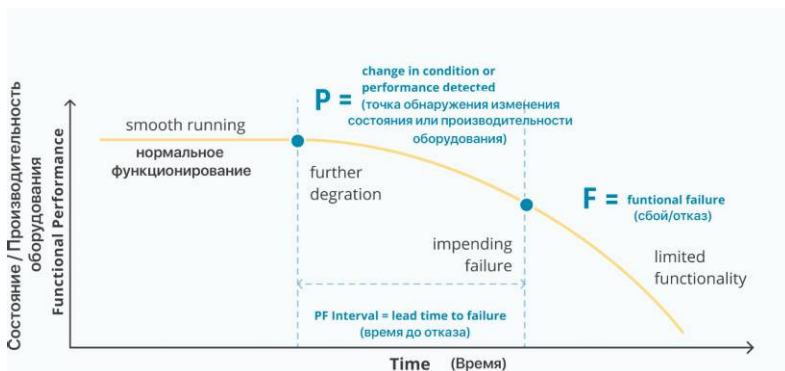 change in condition or
performance detected
P =
(точка обнаружения изменения
состояния или производительности
оборудования)
smooth running
нормальное
функционирование
further
degration
F =
funtional failure
(сбой/отказ)
impending
failure
limited
functionality
PF Interval = lead time to failure
(время до отказа)
Состояние / Производительность
оборудования
Functional Performance
Time (Время)